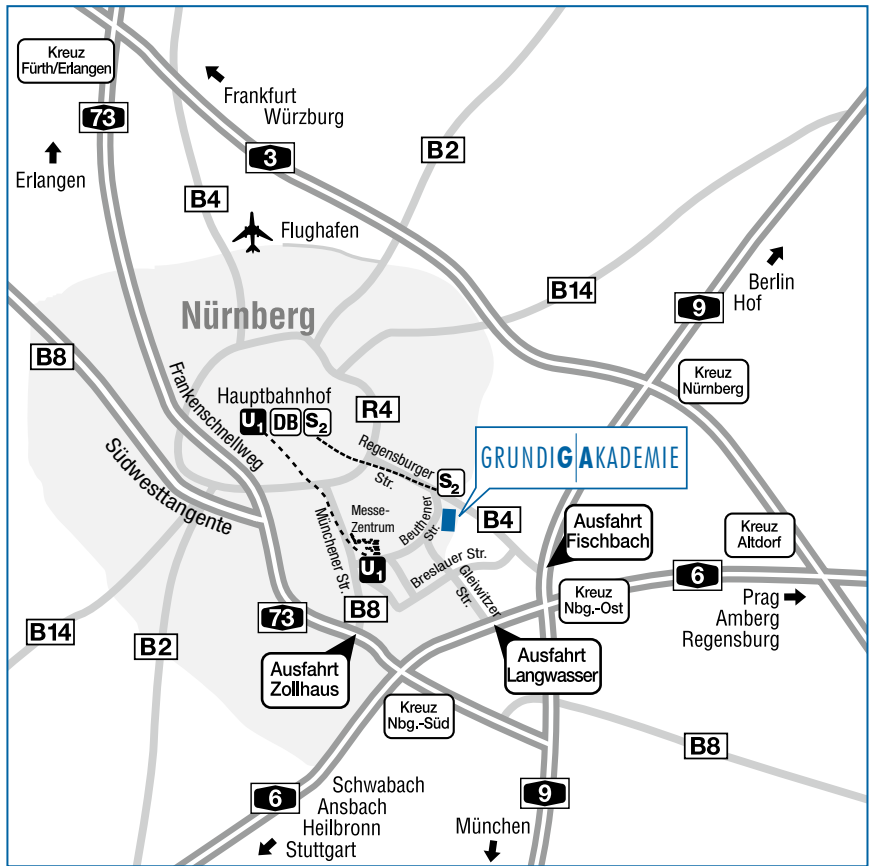 Kreuz
Fürth/Erlangen
73
Erlangen
Frankfurt
Würzburg
3
B2
B4
Flughafen
Berlin
Hof
9
B14
Nürnberg
B8
Kreuz
Nürnberg
Frankenschnellweg
Hauptbahnhof
U1 DB S2
R4
Regensburger
Str.
S2
GRUNDIG AKADEMIE
Südwesttangente
Münchener Str.
Messe-
Zentrum
U1
Beuthener
Str.
B4
Ausfahrt
Fischbach
Kreuz
Altdorf
Breslauer Str.
Gleiwitzer
Str.
6
Kreuz
Nbg.-Ost
Prag
Amberg
Regensburg
B8
73
B14
B2
Ausfahrt
Zollhaus
Ausfahrt
Langwasser
Kreuz
Nbg.-Süd
B8
6
Schwabach
Ansbach
Heilbronn
Stuttgart
München
9